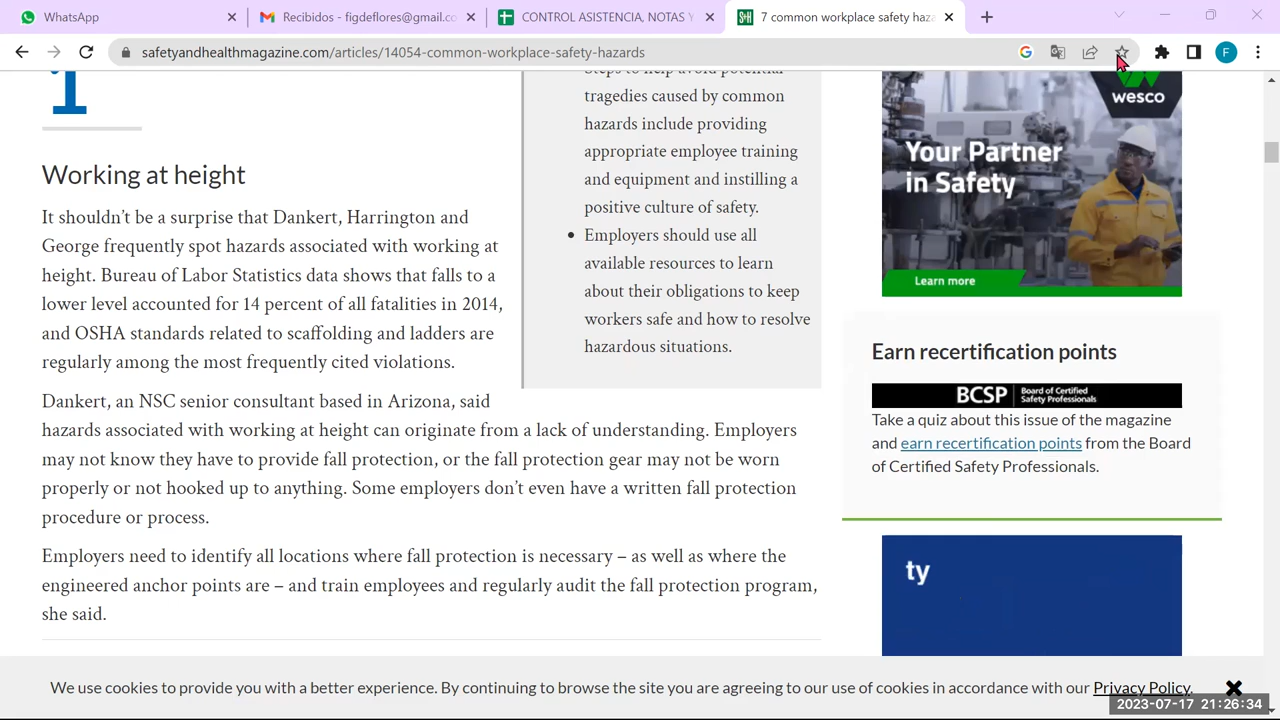 WhatsApp
Recibidos - figdeflores@gmail.co
CONTROL ASISTENCIA, NOTAS Y
7 common workplace safety haza
safetyandhealthmagazine.com/articles/14054-common-workplace-safety-hazards
F
1
Working at height
It shouldn't be a surprise that Dankert, Harrington and
George frequently spot hazards associated with working at
height. Bureau of Labor Statistics data shows that falls to a
lower level accounted for 14 percent of all fatalities in 2014,
and OSHA standards related to scaffolding and ladders are
regularly among the most frequently cited violations.
Dankert, an NSC senior consultant based in Arizona, said
hazards associated with working at height can originate from a lack of understanding. Employers
may not know they have to provide fall protection, or the fall protection gear may not be worn
properly or not hooked up to anything. Some employers don't even have a written fall protection
procedure or process.
Employers need to identify all locations where fall protection is necessary – as well as where the
engineered anchor points are – and train employees and regularly audit the fall protection program,
she said.
Steps to help avoid potential
tragedies caused by common
hazards include providing
appropriate employee training
and equipment and instilling a
positive culture of safety.
• Employers should use all
available resources to learn
about their obligations to keep
workers safe and how to resolve
hazardous situations.
wesco
Your Partner
in Safety
Learn more
Earn recertification points
BCSP | Board of Certified
Safety Professionals
Take a quiz about this issue of the magazine
and earn recertification points from the Board
of Certified Safety Professionals.
ty
We use cookies to provide you with a better experience. By continuing to browse the site you are agreeing to our use of cookies in accordance with our Privacy Policy.
2023-07-17 21:26:34